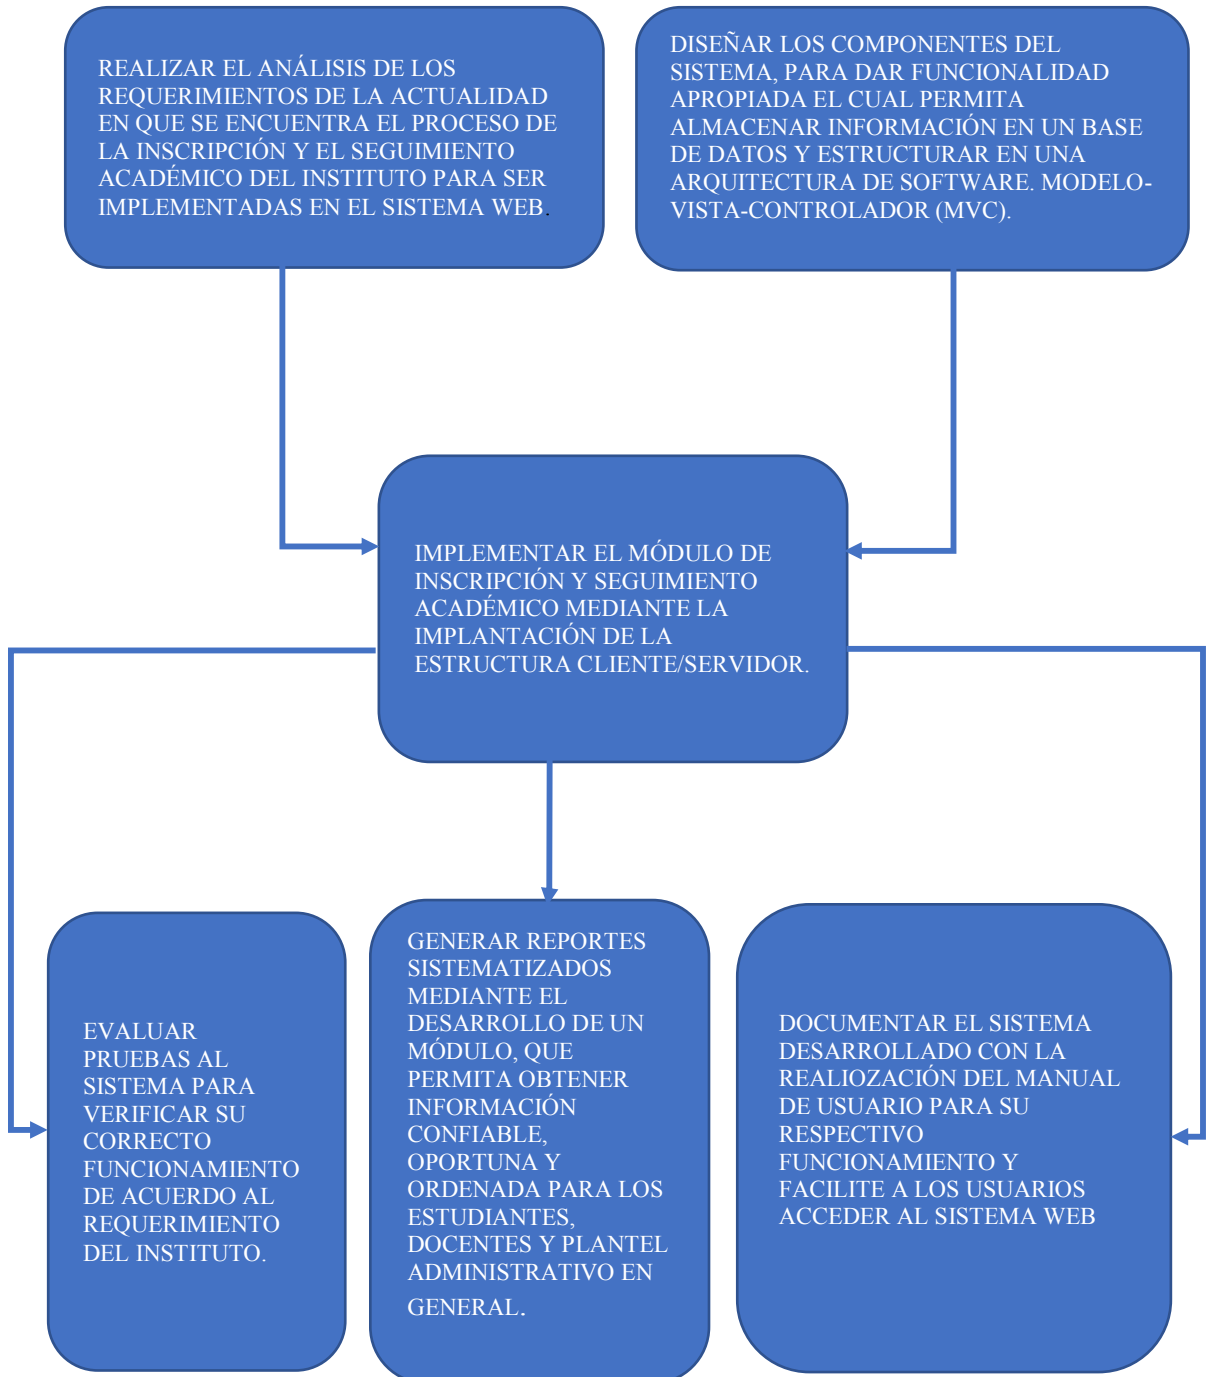 REALIZAR EL ANÁLISIS DE LOS
REQUERIMIENTOS DE LA ACTUALIDAD
EN QUE SE ENCUENTRA EL PROCESO DE
LA INSCRIPCIÓN Y EL SEGUIMIENTO
ACADÉMICO DEL INSTITUTO PARA SER
IMPLEMENTADAS EN EL SISTEMA WEB.
DISEÑAR LOS COMPONENTES DEL
SISTEMA, PARA DAR FUNCIONALIDAD
APROPIADA EL CUAL PERMITA
ALMACENAR INFORMACIÓN EN UN BASE
DE DATOS Y ESTRUCTURAR EN UNA
ARQUITECTURA DE SOFTWARE. MODELO-
VISTA-CONTROLADOR (MVC).
IMPLEMENTAR EL MÓDULO DE
INSCRIPCIÓN Y SEGUIMIENTO
ACADÉMICO MEDIANTE LA
IMPLANTACIÓN DE LA
ESTRUCTURA CLIENTE/SERVIDOR.
EVALUAR
PRUEBAS AL
SISTEMA PARA
VERIFICAR SU
CORRECTO
FUNCIONAMIENTO
DE ACUERDO AL
REQUERIMIENTO
DEL INSTITUTO.
GENERAR REPORTES
SISTEMATIZADOS
MEDIANTE EL
DESARROLLO DE UN
MÓDULO, QUE
PERMITA OBTENER
INFORMACIÓN
CONFIABLE,
OPORTUNA Y
ORDENADA PARA LOS
ESTUDIANTES,
DOCENTES Y PLANTEL
ADMINISTRATIVO EN
GENERAL.
DOCUMENTAR EL SISTEMA
DESARROLLADO CON LA
REALIOZACIÓN DEL MANUAL
DE USUARIO PARA SU
RESPECTIVO
FUNCIONAMIENTO Y
FACILITE A LOS USUARIOS
ACCEDER AL SISTEMA WEB